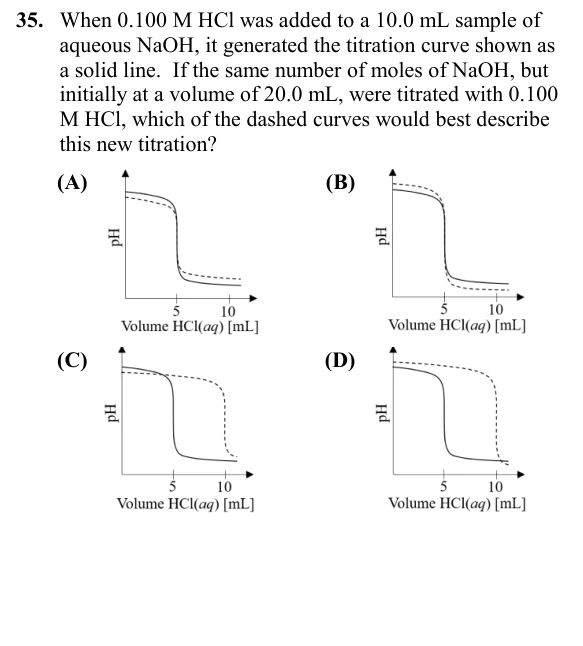 35. When 0.100 M HCl was added to a 10.0 mL sample of
aqueous NaOH, it generated the titration curve shown as
a solid line. If the same number of moles of NaOH, but
initially at a volume of 20.0 mL, were titrated with 0.100
M HCl, which of the dashed curves would best describe
this new titration?
(A)
pH
5 10
Volume HCl(aq) [mL]
(B)
pH
5 10
Volume HCl(aq) [mL]
(C)
pH
5 10
Volume HCl(aq) [mL]
(D)
pH
5 10
Volume HCl(aq) [mL]